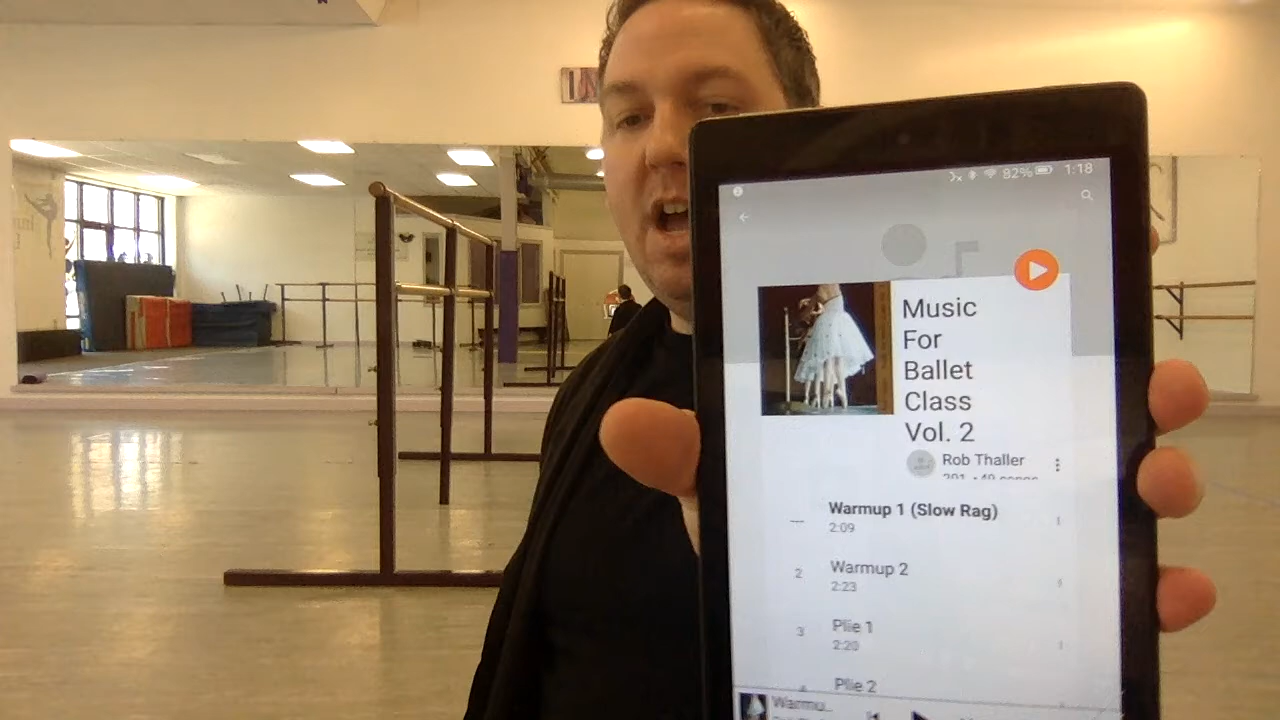 82% 1:18
Music
For
Ballet
Class
Vol. 2
Rob Thaller
Warmup 1 (Slow Rag)
2:09
2 Warmup 2
2:23
3 Plie 1
2:20
Plie 2